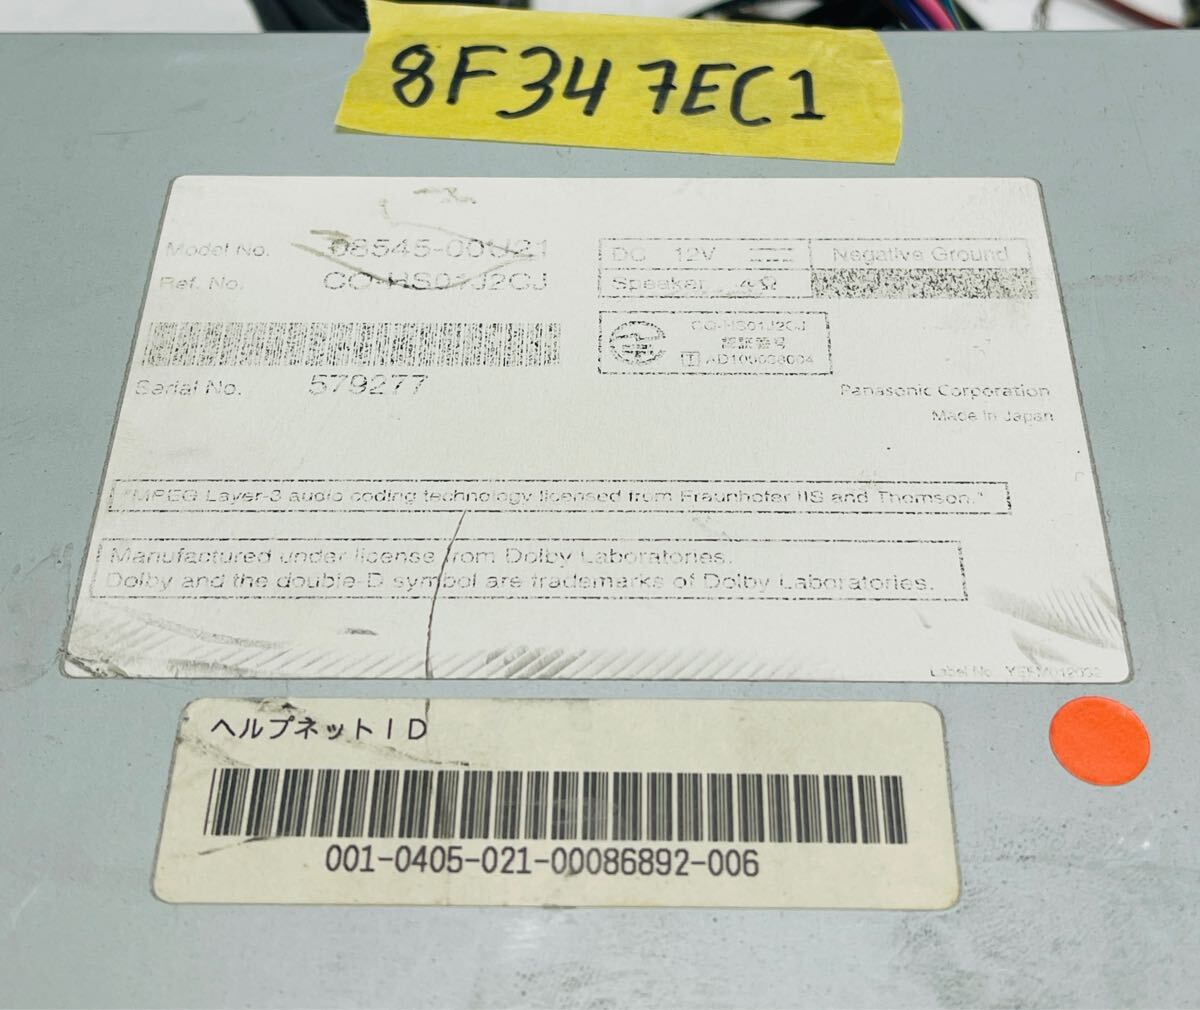 8F347EC1
Model No. 08545-00U21
Ref. No. CQ-HS01J2CJ
Serial No. 579277
DC 12V Negative Ground
Speaker 4Ω
CQ-HS01J2CJ
認証番号
T
Panasonic Corporation
Made in Japan
"MPEG Layer-3 audio coding technology licensed from Fraunhofer IIS and Thomson."
Manufactured under license from Dolby Laboratories.
Dolby and the double-D symbol are trademarks of Dolby Laboratories.
Label No.
ヘルプネットID
001-0405-021-00086892-006